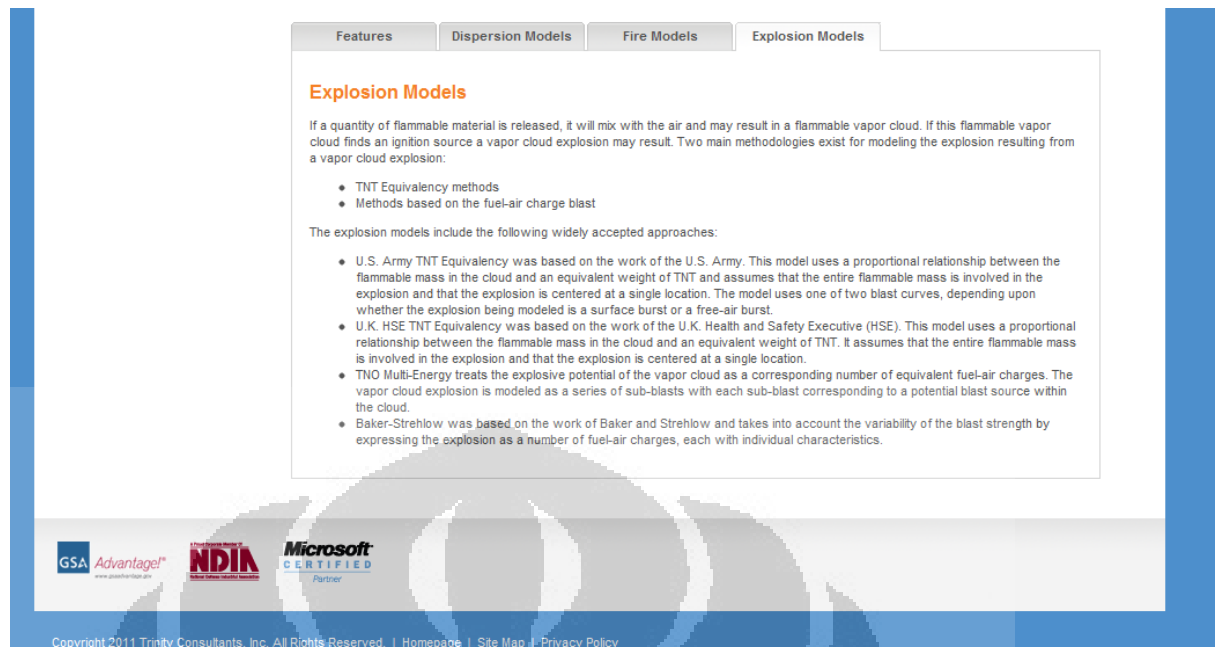 Features Dispersion Models Fire Models Explosion Models
Explosion Models
If a quantity of flammable material is released, it will mix with the air and may result in a flammable vapor cloud. If this flammable vapor
cloud finds an ignition source a vapor cloud explosion may result. Two main methodologies exist for modeling the explosion resulting from
a vapor cloud explosion:
TNT Equivalency methods
Methods based on the fuel-air charge blast
The explosion models include the following widely accepted approaches:
U.S. Army TNT Equivalency was based on the work of the U.S. Army. This model uses a proportional relationship between the
flammable mass in the cloud and an equivalent weight of TNT and assumes that the entire flammable mass is involved in the
explosion and that the explosion is centered at a single location. The model uses one of two blast curves, depending upon
whether the explosion being modeled is a surface burst or a free-air burst.
U.K. HSE TNT Equivalency was based on the work of the U.K. Health and Safety Executive (HSE). This model uses a proportional
relationship between the flammable mass in the cloud and an equivalent weight of TNT. It assumes that the entire flammable mass
is involved in the explosion and that the explosion is centered at a single location.
TNO Multi-Energy treats the explosive potential of the vapor cloud as a corresponding number of equivalent fuel-air charges. The
vapor cloud explosion is modeled as a series of sub-blasts with each sub-blast corresponding to a potential blast source within
the cloud.
Baker-Strehlow was based on the work of Baker and Strehlow and takes into account the variability of the blast strength by
expressing the explosion as a number of fuel-air charges, each with individual characteristics.
GSA Advantage!
www.gsaadvantage.gov
A Proud Corporate Member Of
NDIA
National Defense Industrial Association
Microsoft
CERTIFIED
Partner
Copyright 2011 Trinity Consultants, Inc. All Rights Reserved. | Homepage | Site Map | Privacy Policy